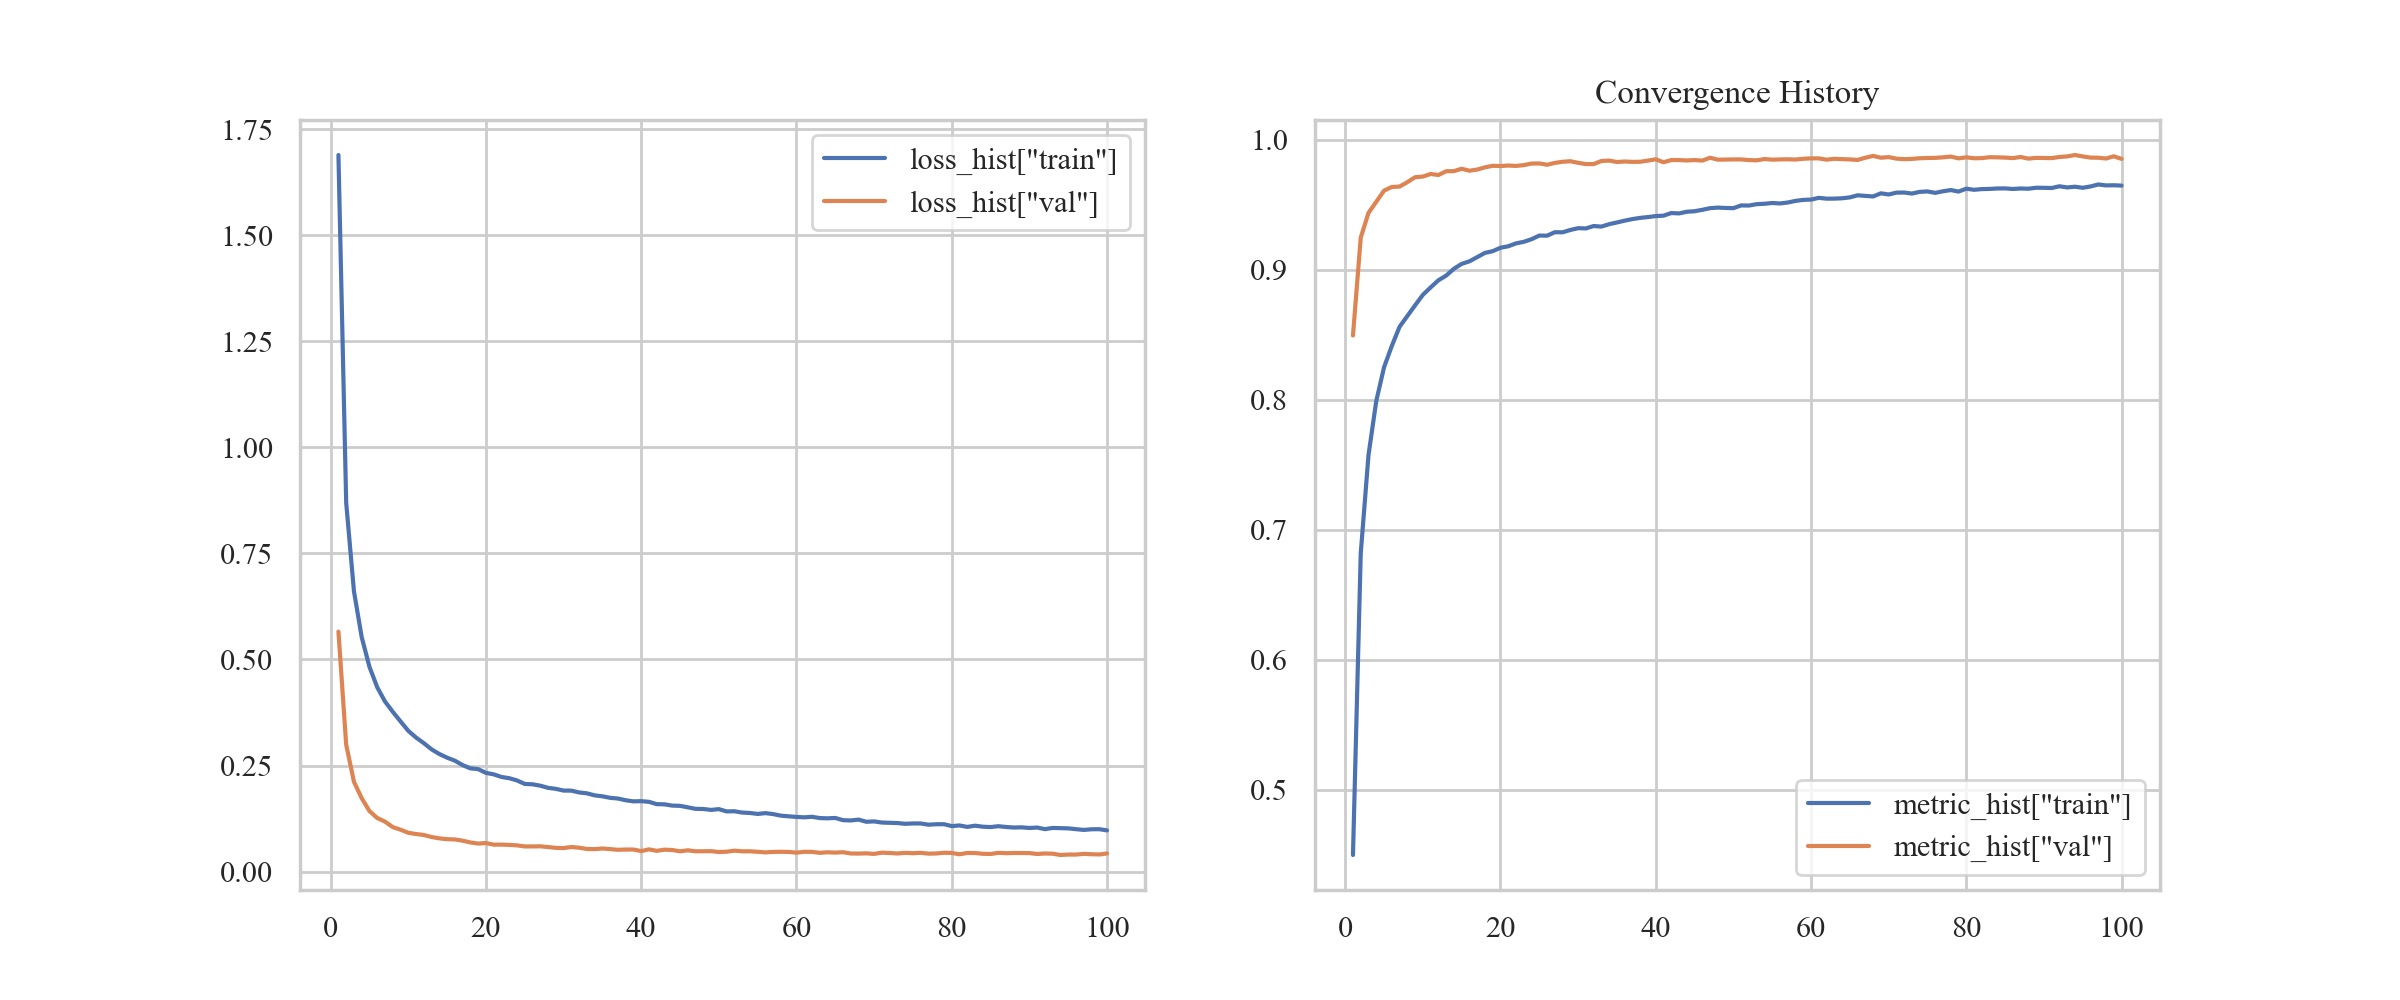 1.75
1.50
1.25
1.00
0.75
0.50
0.25
0.00
0 20 40 60 80 100
loss_hist["train"]
loss_hist["val"]
Convergence History
1.0
0.9
0.8
0.7
0.6
0.5
0 20 40 60 80 100
metric_hist["train"]
metric_hist["val"]